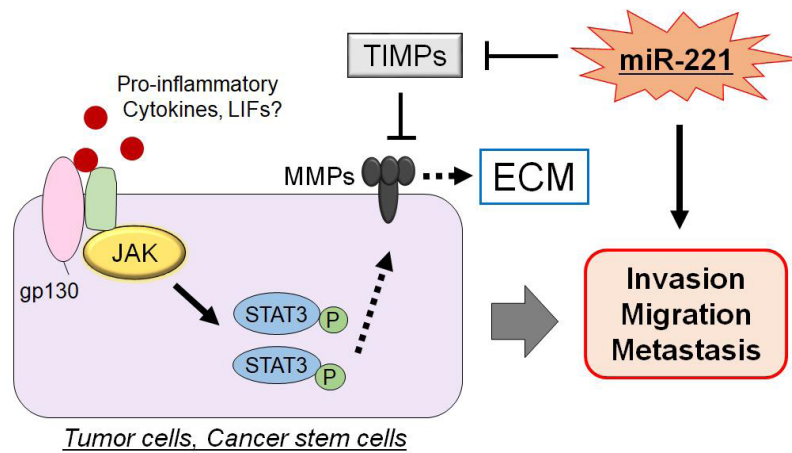 TIMPs
miR-221
Pro-inflammatory
Cytokines, LIFs?
MMPs
ECM
JAK
gp130
STAT3
P
STAT3
P
Invasion
Migration
Metastasis
Tumor cells, Cancer stem cells